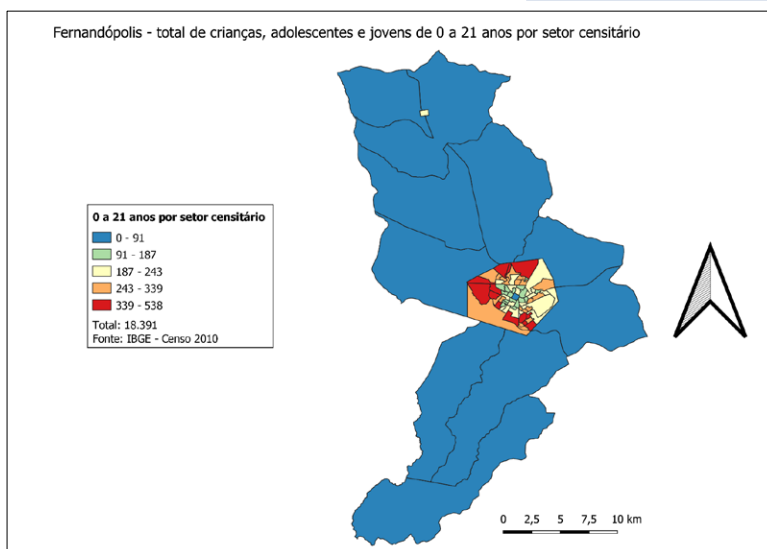 Fernandópolis - total de crianças, adolescentes e jovens de 0 a 21 anos por setor censitário
0 a 21 anos por setor censitário
0 - 91
91 - 187
187 - 243
243 - 339
339 - 538
Total: 18.391
Fonte: IBGE - Censo 2010
0 2,5 5 7,5 10 km